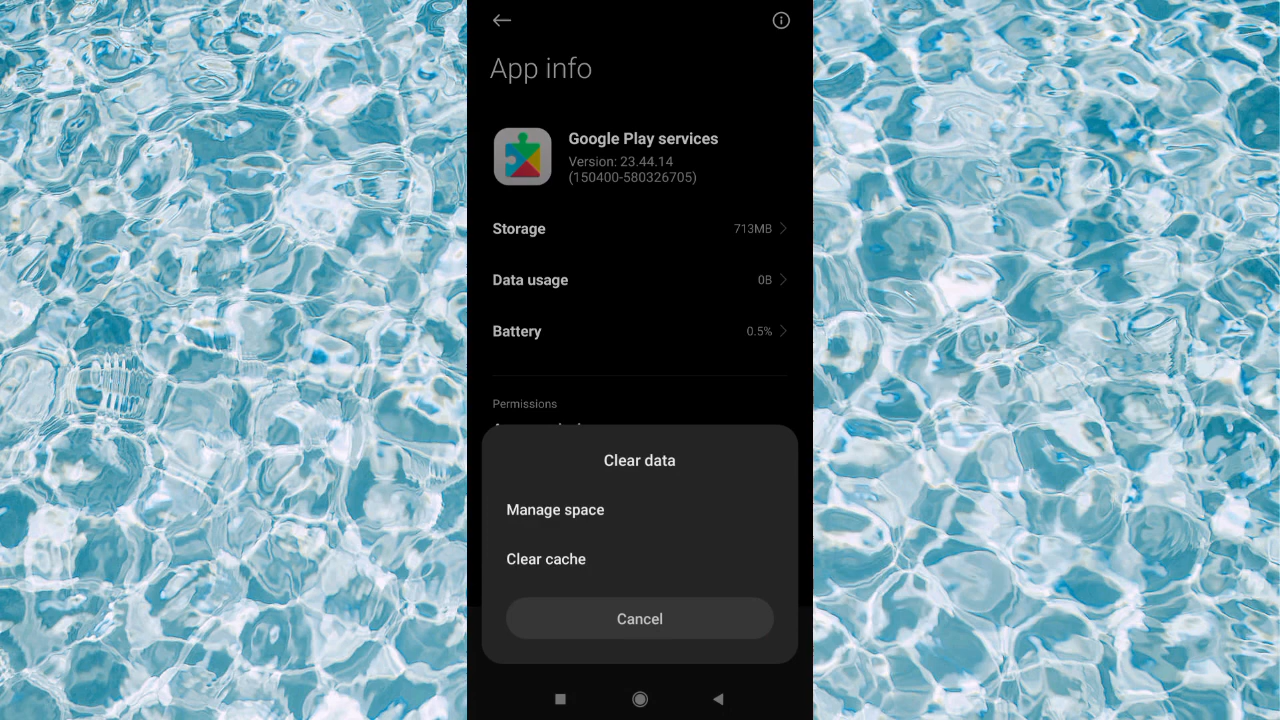 App info
Google Play services
Version: 23.44.14
(150400-580326705)
Storage 713MB
Data usage 0B
Battery 0.5%
Permissions
Clear data
Manage space
Clear cache
Cancel